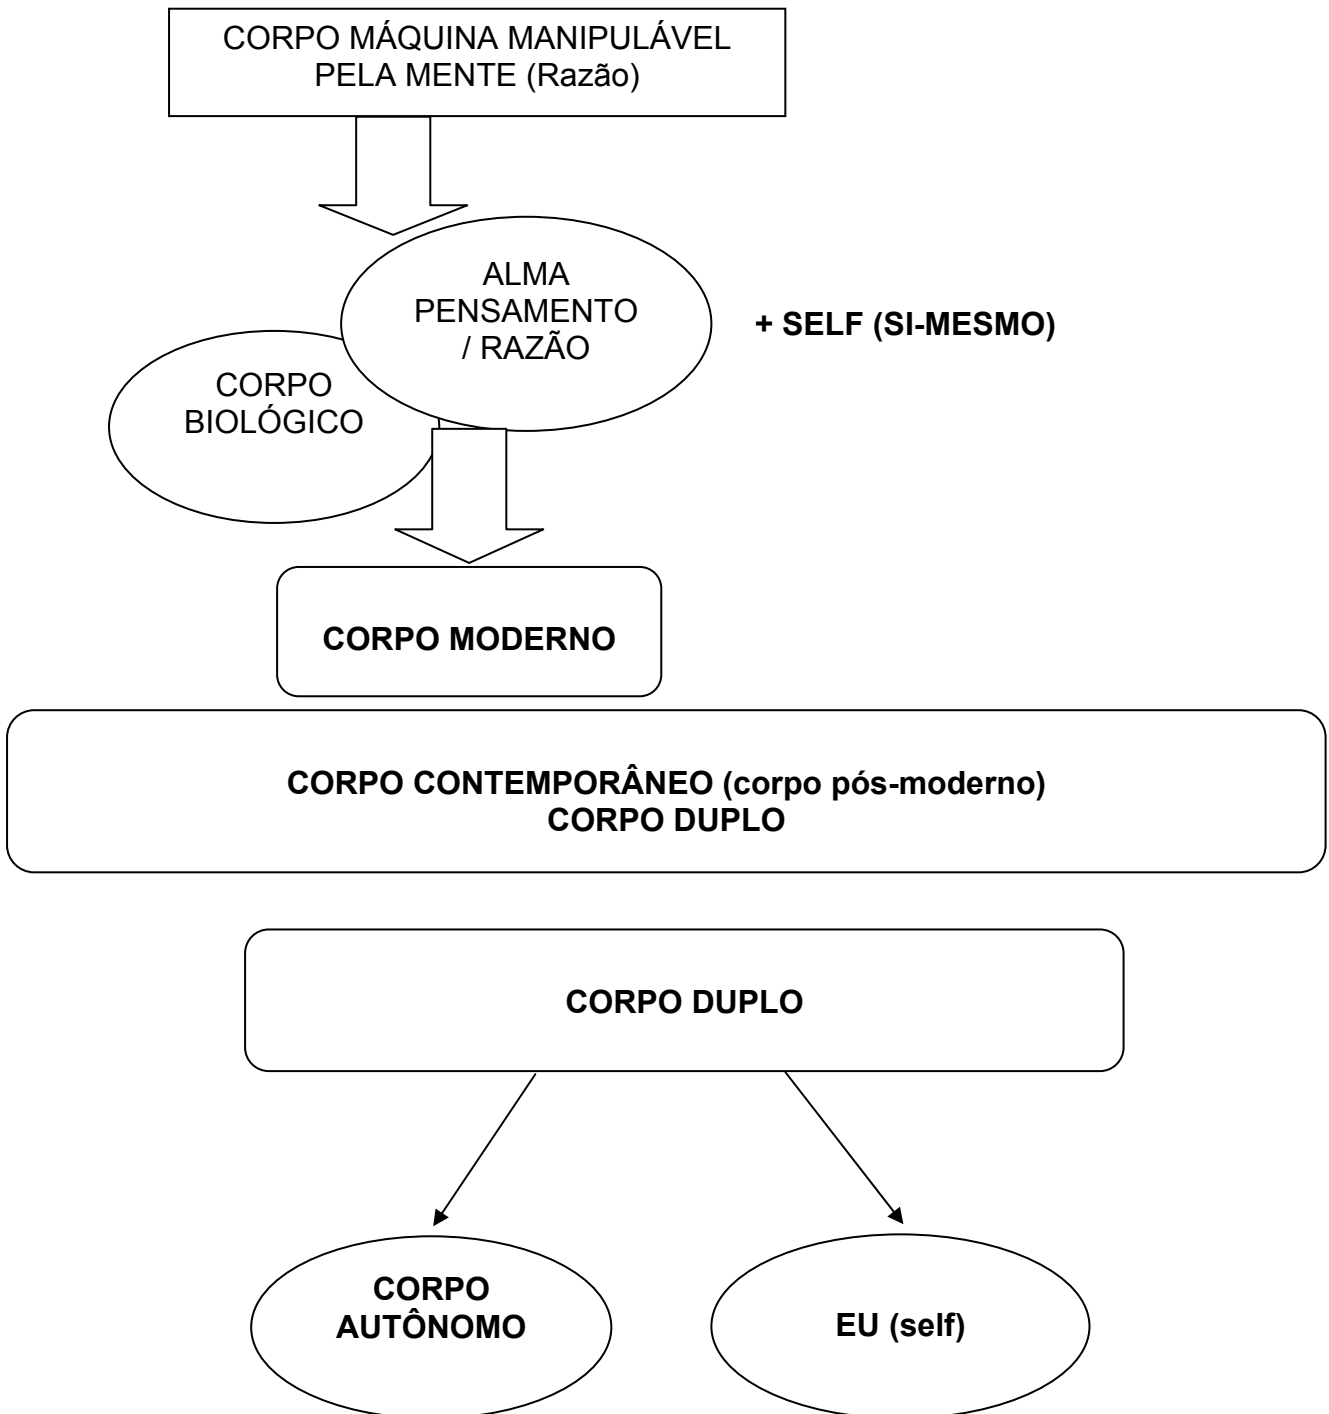 CORPO MÁQUINA MANIPULÁVEL
PELA MENTE (Razão)
ALMA
PENSAMENTO
/ RAZÃO
+ SELF (SI-MESMO)
CORPO
BIOLÓGICO
CORPO MODERNO
CORPO CONTEMPORÂNEO (corpo pós-moderno)
CORPO DUPLO
CORPO DUPLO
CORPO
AUTÔNOMO
EU (self)